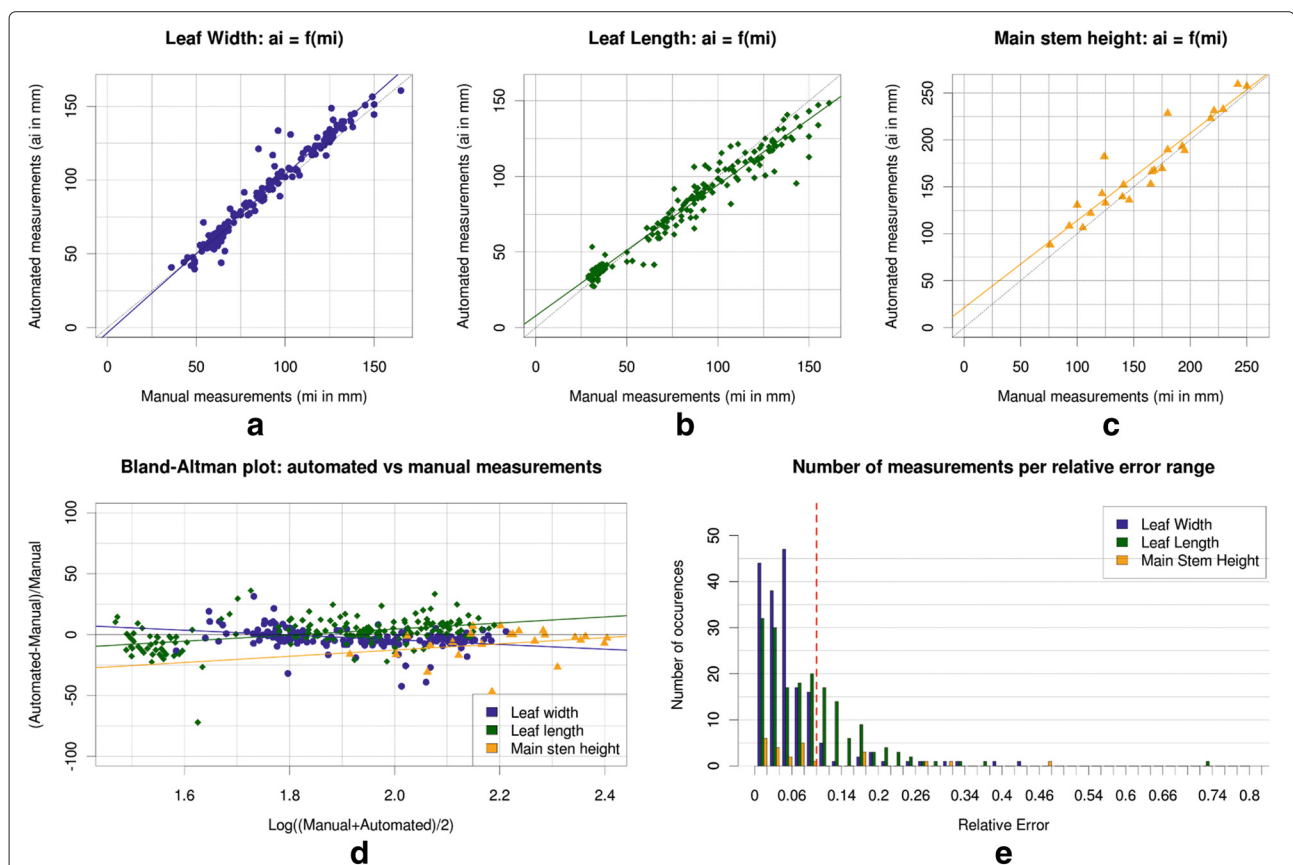 Leaf Width: ai = f(mi)
Automated measurements (ai in mm)
150
100
50
0
0 50 100 150
Manual measurements (mi in mm)
a
Leaf Length: ai = f(mi)
Automated measurements (ai in mm)
150
100
50
0
0 25 50 75 100 125 150
Manual measurements (mi in mm)
b
Main stem height: ai = f(mi)
Automated measurements (ai in mm)
250
200
150
100
50
0
0 50 100 150 200 250
Manual measurements (mi in mm)
c
Bland-Altman plot: automated vs manual measurements
(Automated-Manual)/Manual
100
50
0
-50
-100
1.6 1.8 2.0 2.2 2.4
Log((Manual+Automated)/2)
Leaf width
Leaf length
Main sten height
d
Number of measurements per relative error range
Number of occurences
50
40
30
20
10
0
0 0.06 0.14 0.2 0.26 0.34 0.4 0.46 0.54 0.6 0.66 0.74 0.8
Relative Error
Leaf Width
Leaf Length
Main Stem Height
e